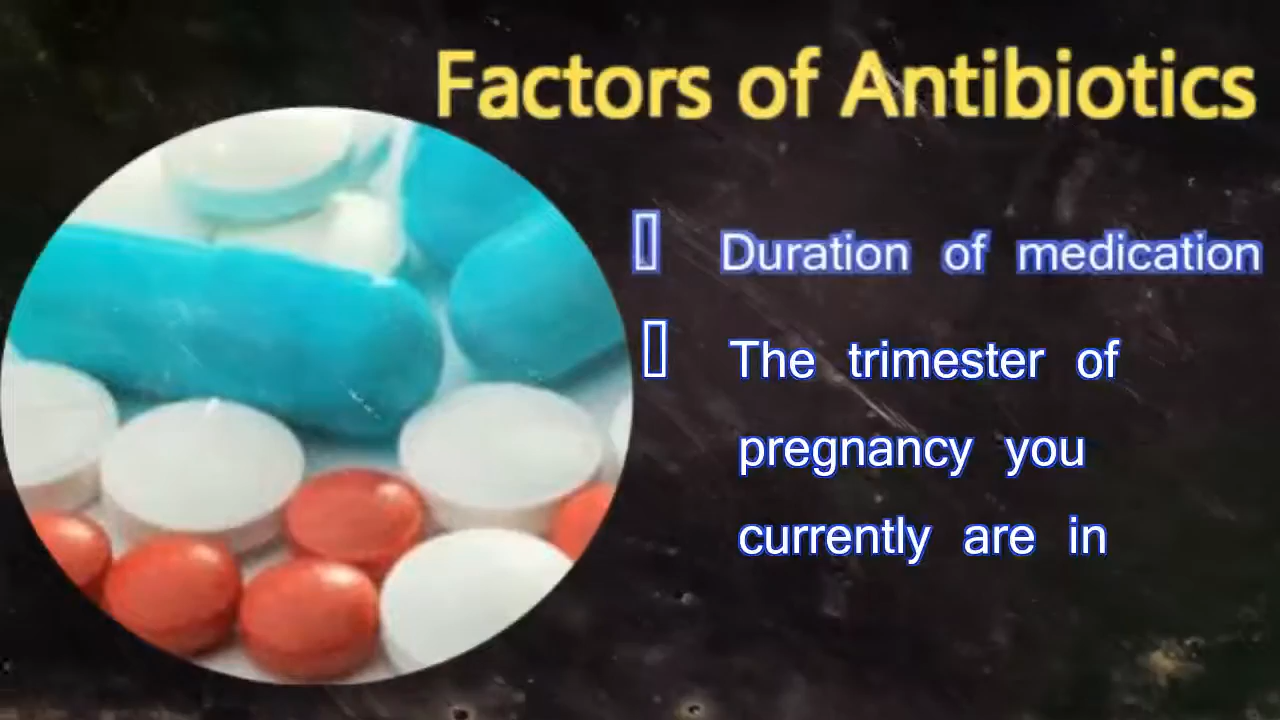 Factors of Antibiotics
Duration of medication
The trimester of
pregnancy you
currently are in